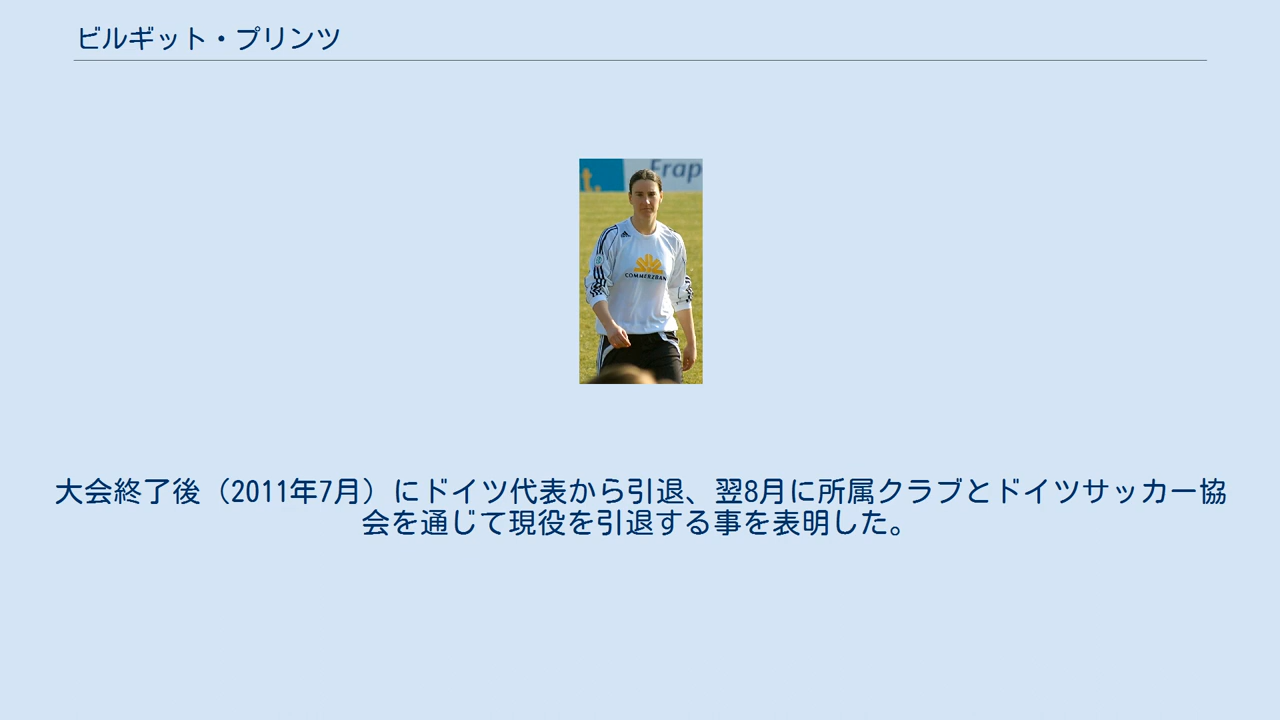 ビルギット・プリンツ
Frap
COMMERZBAN
大会終了後（2011年7月）にドイツ代表から引退、翌8月に所属クラブとドイツサッカー協
会を通じて現役を引退する事を表明した。